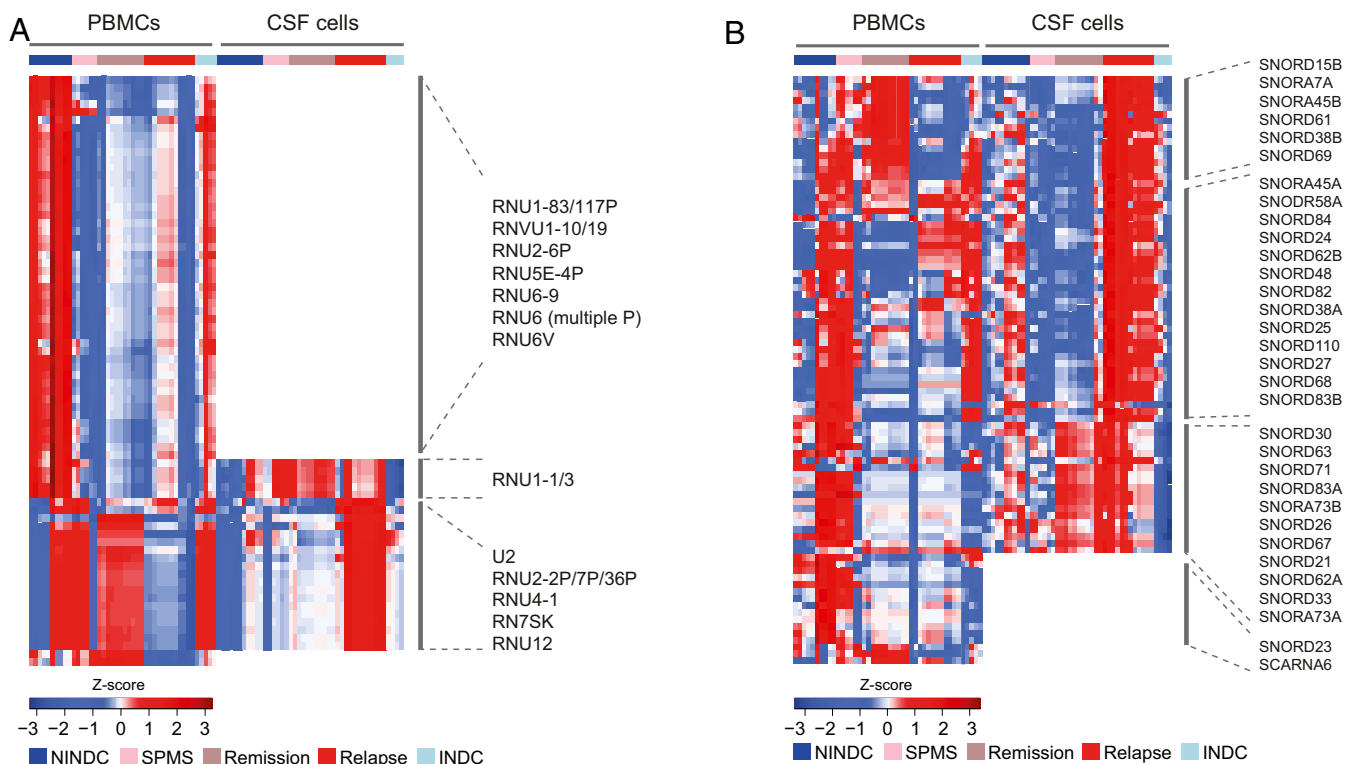 A
PBMCs
CSF cells
RNU1-83/117P
RNVU1-10/19
RNU2-6P
RNU5E-4P
RNU6-9
RNU6 (multiple P)
RNU6V
RNU1-1/3
U2
RNU2-2P/7P/36P
RNU4-1
RN7SK
RNU12
Z-score
−3 −2 −1 0 1 2 3
NINDC SPMS Remission Relapse INDC
B
PBMCs
CSF cells
SNORD15B
SNORA7A
SNORA45B
SNORD61
SNORD38B
SNORD69
SNORA45A
SNODR58A
SNORD84
SNORD24
SNORD62B
SNORD48
SNORD82
SNORD38A
SNORD25
SNORD110
SNORD27
SNORD68
SNORD83B
SNORD30
SNORD63
SNORD71
SNORD83A
SNORA73B
SNORD26
SNORD67
SNORD21
SNORD62A
SNORD33
SNORA73A
SNORD23
SCARNA6
Z-score
−3 −2 −1 0 1 2 3
NINDC SPMS Remission Relapse INDC